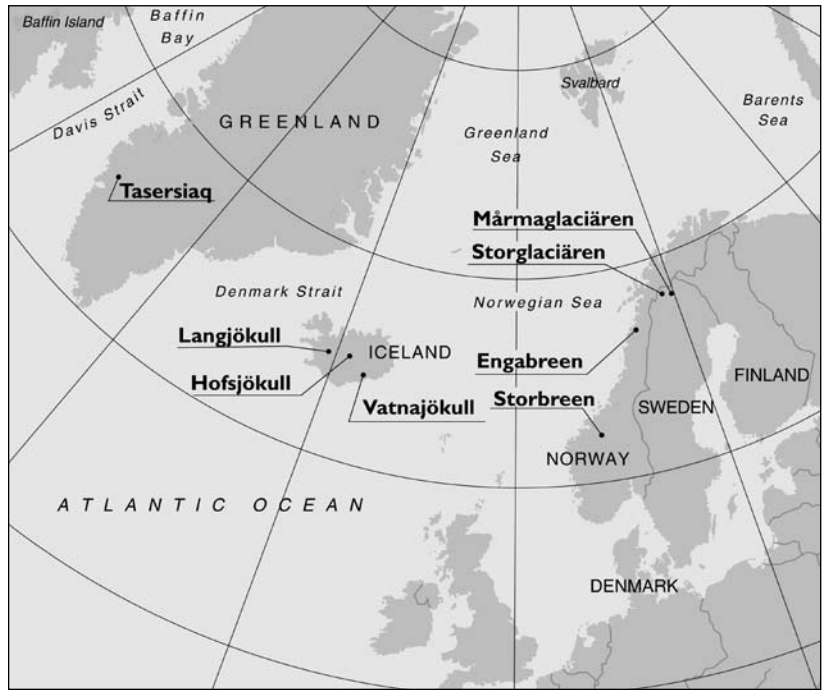 Baffin Island
Baffin
Bay
Davis Strait
GREENLAND
Svalbard
Barents
Sea
Greenland
Sea
Tasersiaq
Mårmaglaciären
Storglaciären
Denmark Strait
Norwegian Sea
Langjökull
ICELAND
Hofsjökull
Vatnajökull
Engabreen
Storbreen
FINLAND
SWEDEN
NORWAY
ATLANTIC OCEAN
DENMARK